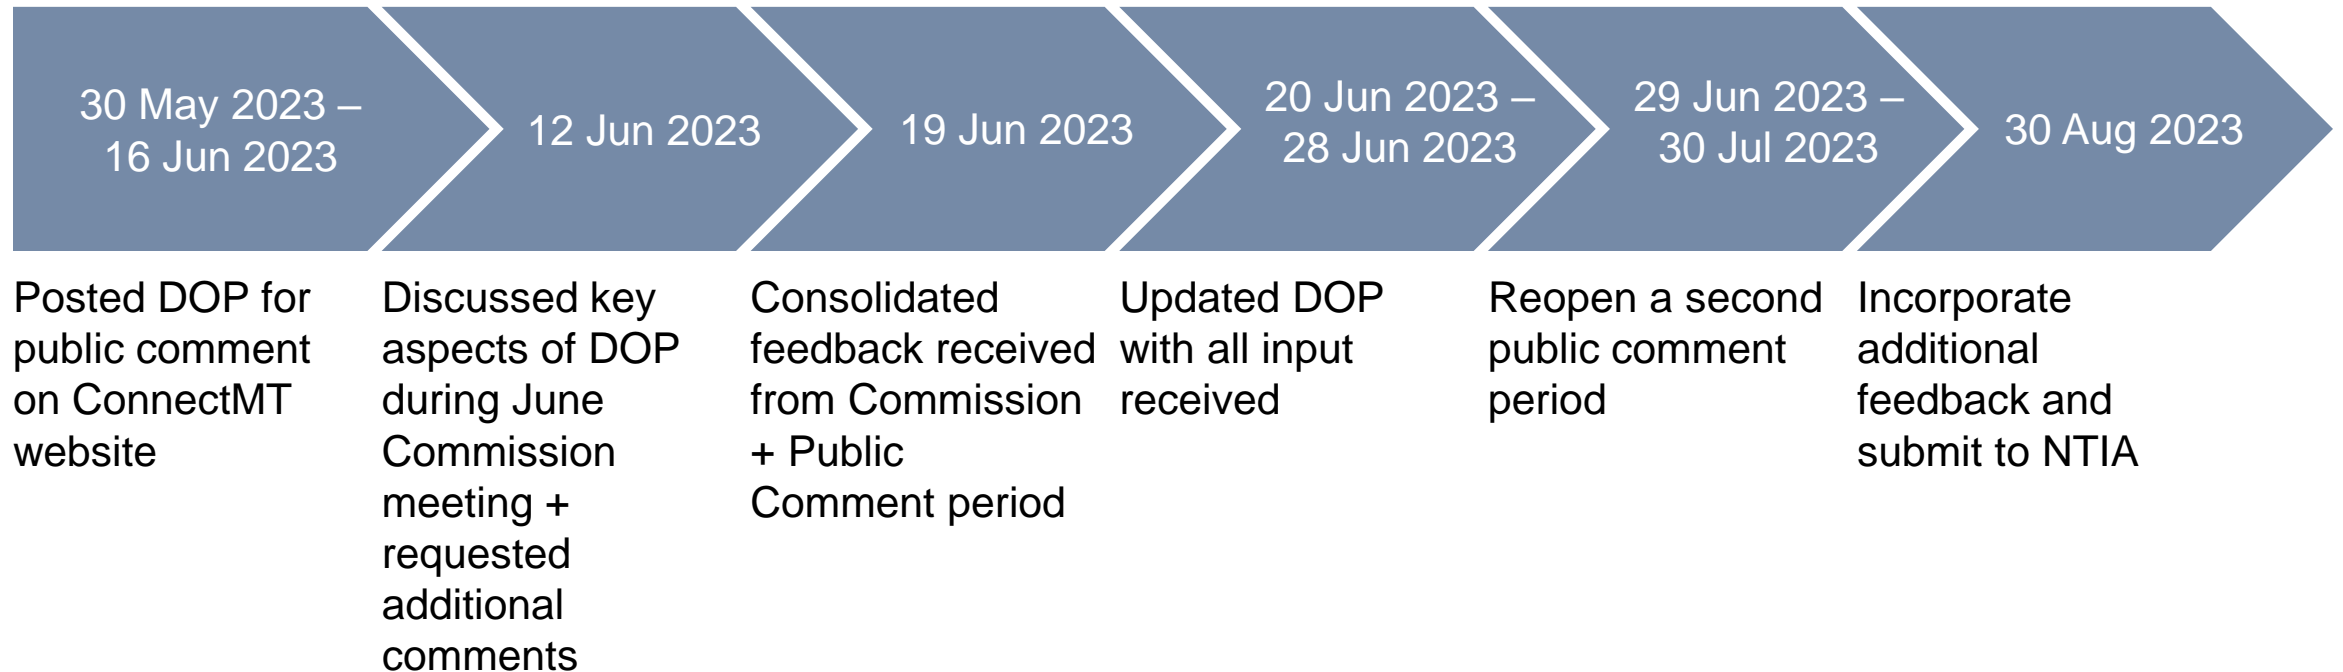 30 May 2023 –
16 Jun 2023
12 Jun 2023
19 Jun 2023
20 Jun 2023 –
28 Jun 2023
29 Jun 2023 –
30 Jul 2023
30 Aug 2023
Posted DOP for
public comment
on ConnectMT
website
Discussed key
aspects of DOP
during June
Commission
meeting +
requested
additional
comments
Consolidated
feedback received
from Commission
+ Public
Comment period
Updated DOP
with all input
received
Reopen a second
public comment
period
Incorporate
additional
feedback and
submit to NTIA